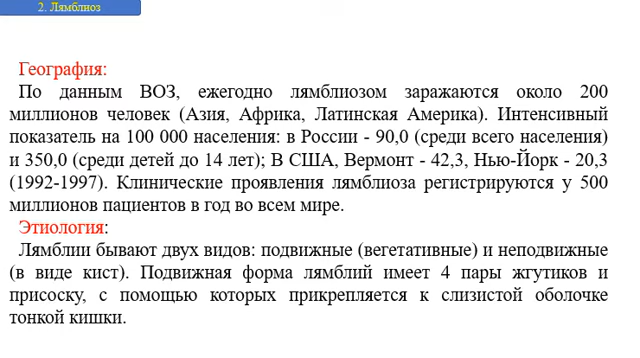 2. Лямблиоз
География:
По данным ВОЗ, ежегодно лямблиозом заражаются около 200
миллионов человек (Азия, Африка, Латинская Америка). Интенсивный
показатель на 100 000 населения: в России - 90,0 (среди всего населения)
и 350,0 (среди детей до 14 лет); В США, Вермонт - 42,3, Нью-Йорк - 20,3
(1992-1997). Клинические проявления лямблиоза регистрируются у 500
миллионов пациентов в год во всем мире.
Этиология:
Лямблии бывают двух видов: подвижные (вегетативные) и неподвижные
(в виде кист). Подвижная форма лямблий имеет 4 пары жгутиков и
присоску, с помощью которых прикрепляется к слизистой оболочке
тонкой кишки.